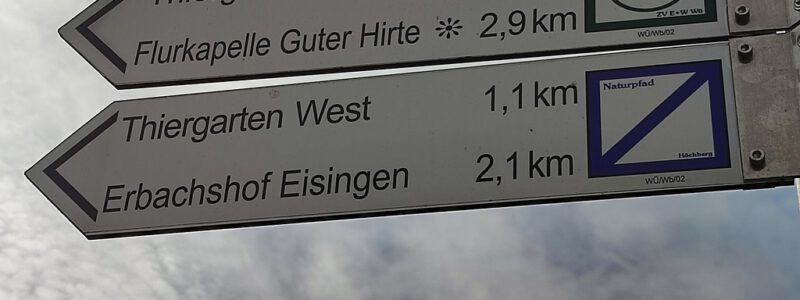 Flurkapelle Guter Hirte ☼ 2,9 km
ZV E+W Wü
WÜ/Wb/02
Thiergarten West 1,1 km
Naturpfad
Erbachshof Eisingen 2,1 km
Höchberg
WÜ/Wb/02